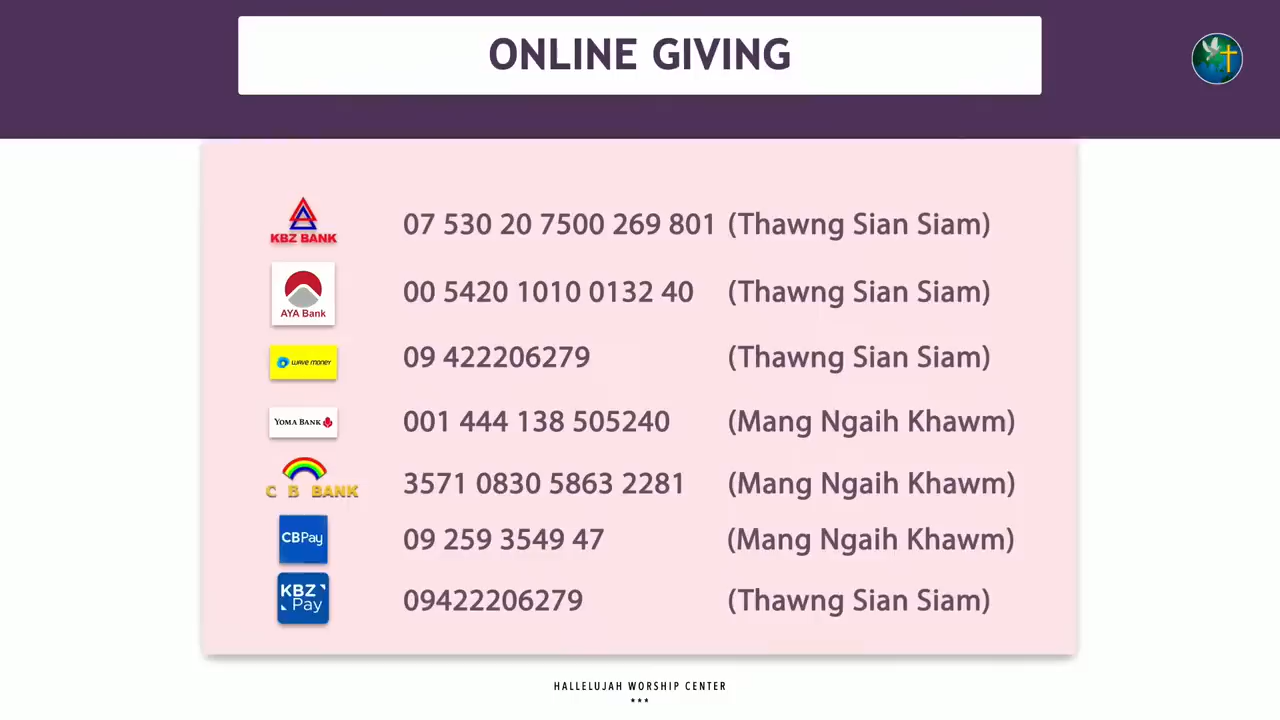 ONLINE GIVING
KBZ BANK 07 530 20 7500 269 801 (Thawng Sian Siam)
AYA Bank 00 5420 1010 0132 40 (Thawng Sian Siam)
WAVE MONEY 09 422206279 (Thawng Sian Siam)
YOMA BANK 001 444 138 505240 (Mang Ngaih Khawm)
C B BANK 3571 0830 5863 2281 (Mang Ngaih Khawm)
CBPay 09 259 3549 47 (Mang Ngaih Khawm)
KBZ Pay 09422206279 (Thawng Sian Siam)
HALLELUJAH WORSHIP CENTER
***